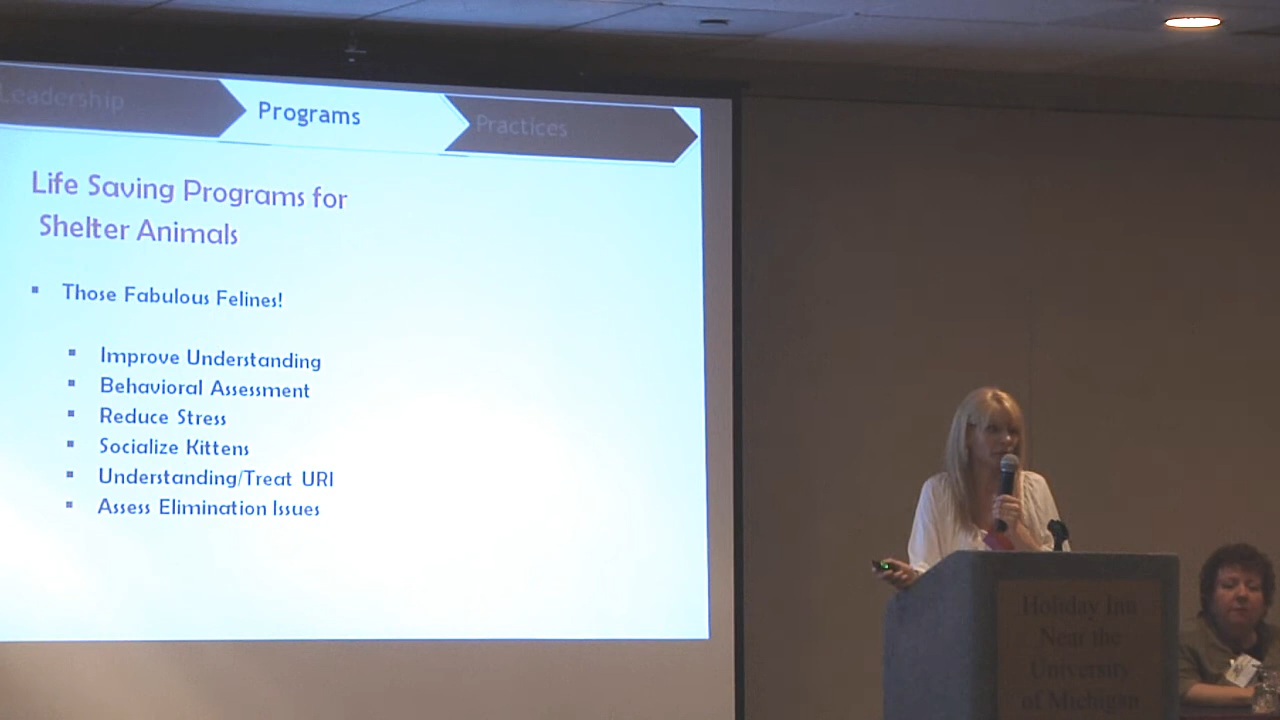 Leadership
Programs
Practices
Life Saving Programs for
Shelter Animals
Those Fabulous Felines!
Improve Understanding
Behavioral Assessment
Reduce Stress
Socialize Kittens
Understanding/Treat URI
Assess Elimination Issues
Holiday Inn
Near the
University
of Michigan